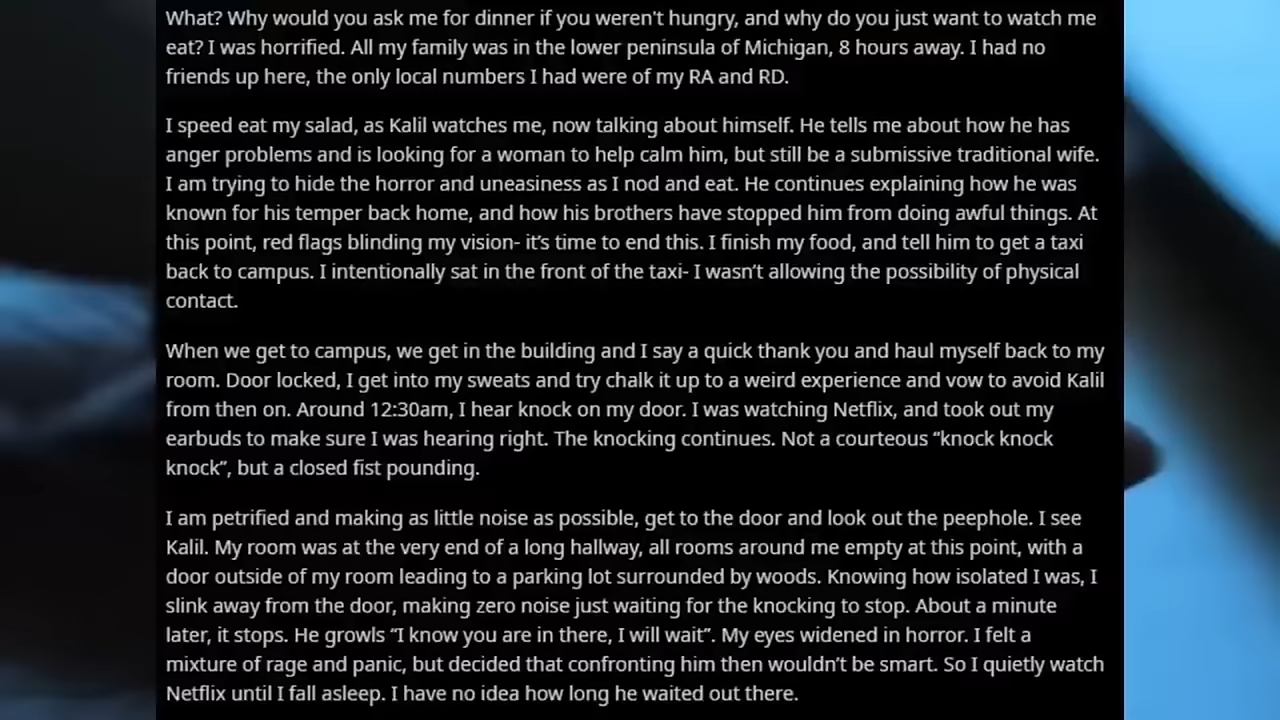 What? Why would you ask me for dinner if you weren't hungry, and why do you just want to watch me
eat? I was horrified. All my family was in the lower peninsula of Michigan, 8 hours away. I had no
friends up here, the only local numbers I had were of my RA and RD.
I speed eat my salad, as Kalil watches me, now talking about himself. He tells me about how he has
anger problems and is looking for a woman to help calm him, but still be a submissive traditional wife.
I am trying to hide the horror and uneasiness as I nod and eat. He continues explaining how he was
known for his temper back home, and how his brothers have stopped him from doing awful things. At
this point, red flags blinding my vision- it’s time to end this. I finish my food, and tell him to get a taxi
back to campus. I intentionally sat in the front of the taxi- I wasn’t allowing the possibility of physical
contact.
When we get to campus, we get in the building and I say a quick thank you and haul myself back to my
room. Door locked, I get into my sweats and try chalk it up to a weird experience and vow to avoid Kalil
from then on. Around 12:30am, I hear knock on my door. I was watching Netflix, and took out my
earbuds to make sure I was hearing right. The knocking continues. Not a courteous “knock knock
knock”, but a closed fist pounding.
I am petrified and making as little noise as possible, get to the door and look out the peephole. I see
Kalil. My room was at the very end of a long hallway, all rooms around me empty at this point, with a
door outside of my room leading to a parking lot surrounded by woods. Knowing how isolated I was, I
slink away from the door, making zero noise just waiting for the knocking to stop. About a minute
later, it stops. He growls “I know you are in there, I will wait”. My eyes widened in horror. I felt a
mixture of rage and panic, but decided that confronting him then wouldn’t be smart. So I quietly watch
Netflix until I fall asleep. I have no idea how long he waited out there.